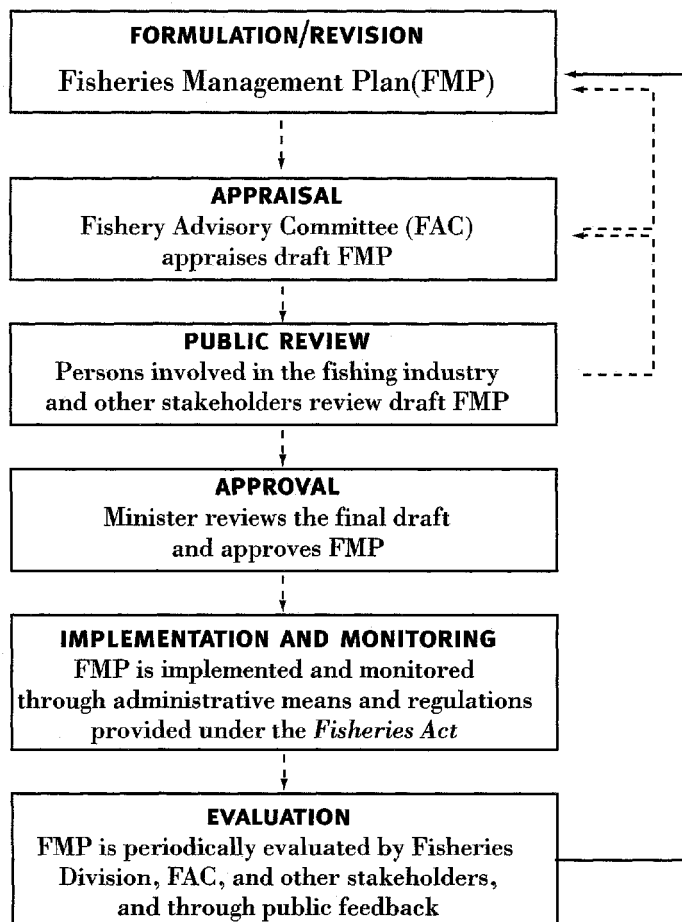 FORMULATION/REVISION
Fisheries Management Plan(FMP)
APPRAISAL
Fishery Advisory Committee (FAC)
appraises draft FMP
PUBLIC REVIEW
Persons involved in the fishing industry
and other stakeholders review draft FMP
APPROVAL
Minister reviews the final draft
and approves FMP
IMPLEMENTATION AND MONITORING
FMP is implemented and monitored
through administrative means and regulations
provided under the Fisheries Act
EVALUATION
FMP is periodically evaluated by Fisheries
Division, FAC, and other stakeholders,
and through public feedback